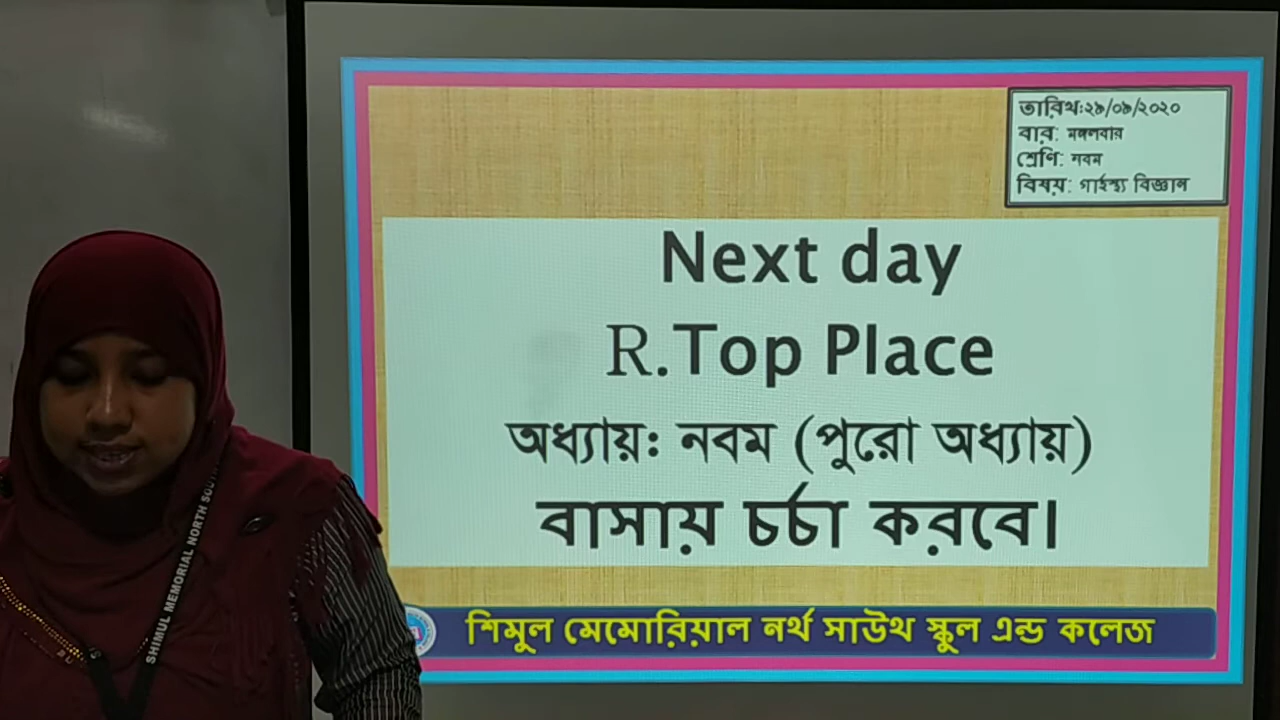 তারিখ:২৯/০৯/২০২০
বার: মঙ্গলবার
শ্রেণি: নবম
বিষয়: গার্হস্থ্য বিজ্ঞান
Next day
R.Top Place
অধ্যায়ঃ নবম (পুরো অধ্যায়)
বাসায় চর্চা করবে।
শিমুল মেমোরিয়াল নর্থ সাউথ স্কুল এন্ড কলেজ
SHIMUL MEMORIAL NORTH